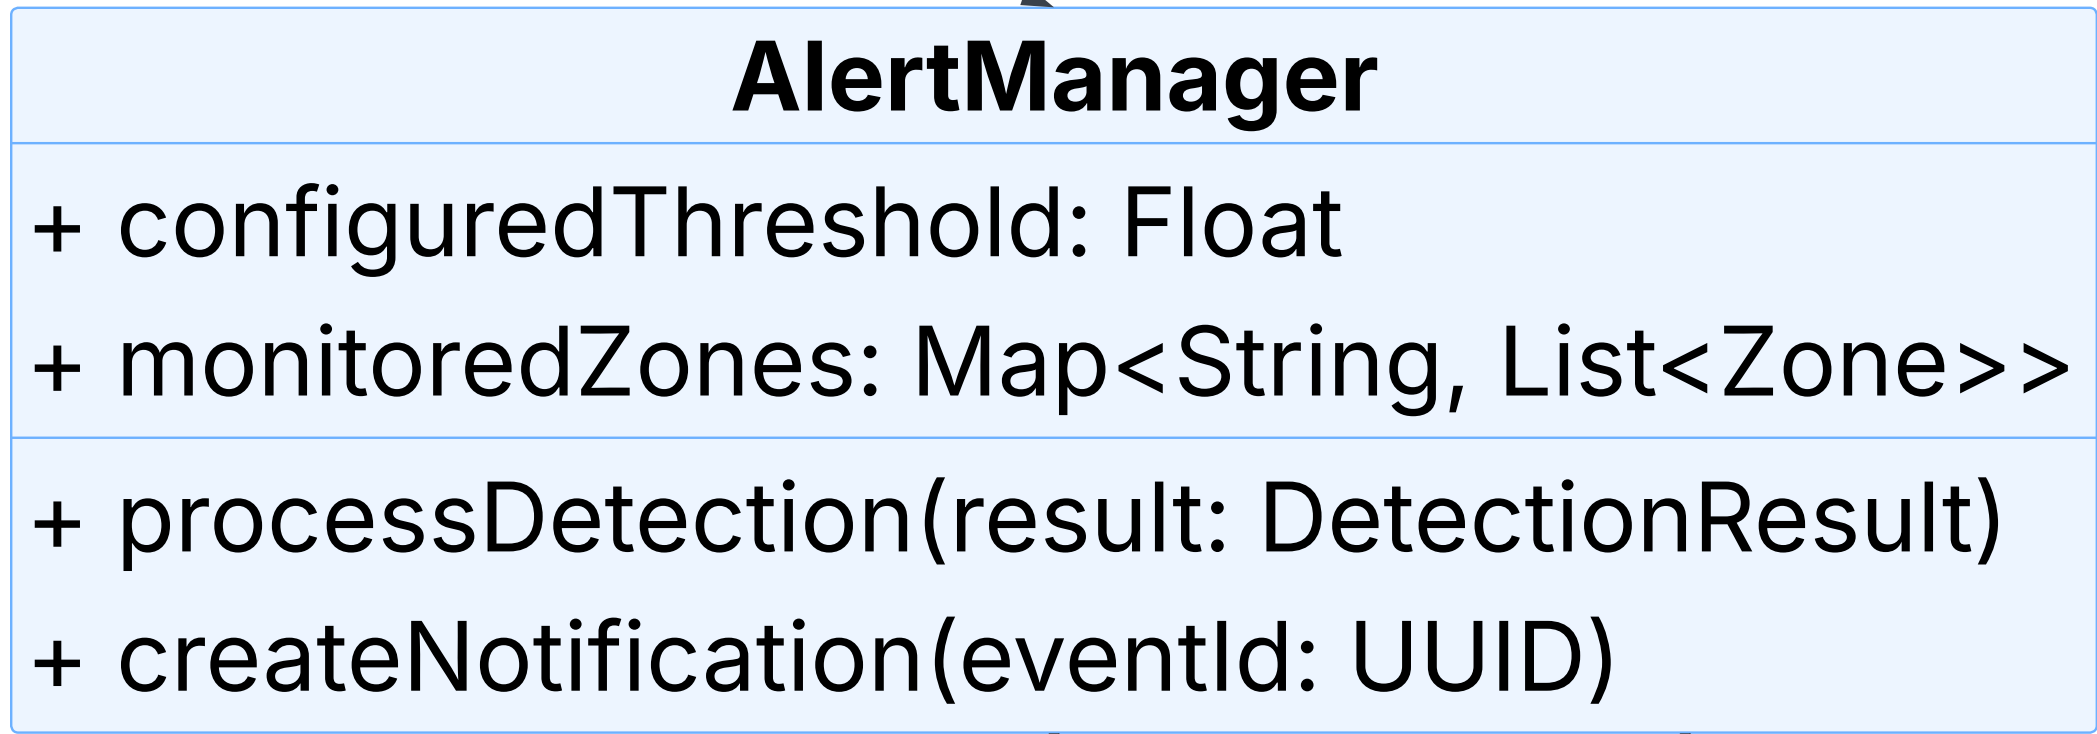 AlertManager
+ configuredThreshold: Float
+ monitoredZones: Map<String, List<Zone>>
+ processDetection(result: DetectionResult)
+ createNotification(eventId: UUID)